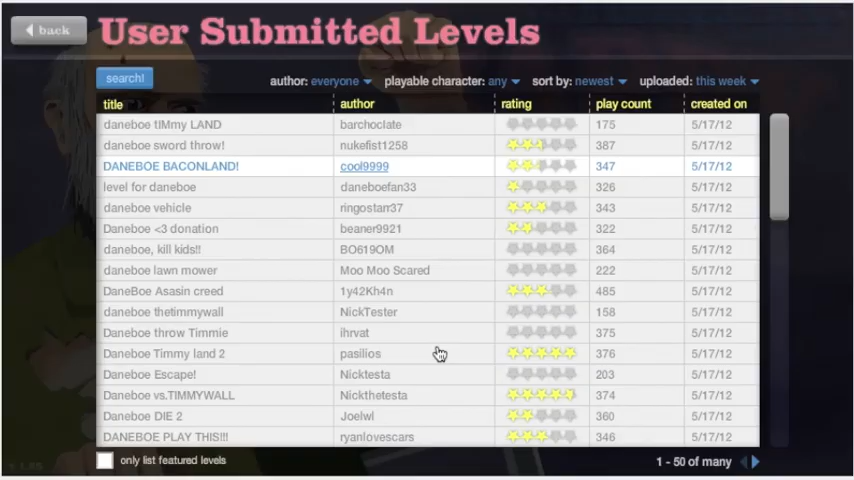 back
User Submitted Levels
search! author: everyone playable character: any sort by: newest uploaded: this week
title author rating play count created on
daneboe tIMmy LAND barchoclate 175 5/17/12
daneboe sword throw! nukefist1258 387 5/17/12
DANEBOE BACONLAND! cool9999 347 5/17/12
level for daneboe daneboefan33 326 5/17/12
daneboe vehicle ringostarr37 343 5/17/12
Daneboe <3 donation beaner9921 322 5/17/12
daneboe, kill kids!! BO619OM 364 5/17/12
daneboe lawn mower Moo Moo Scared 222 5/17/12
DaneBoe Asasin creed 1y42Kh4n 485 5/17/12
daneboe thetimmywall NickTester 158 5/17/12
Daneboe throw Timmie ihrvat 375 5/17/12
Daneboe Timmy land 2 pasilios 376 5/17/12
Daneboe Escape! Nicktesta 203 5/17/12
Daneboe vs.TIMMYWALL Nickthetesta 374 5/17/12
Daneboe DIE 2 Joelwl 360 5/17/12
DANEBOE PLAY THIS!!! ryanlovescars 346 5/17/12
only list featured levels 1 - 50 of many